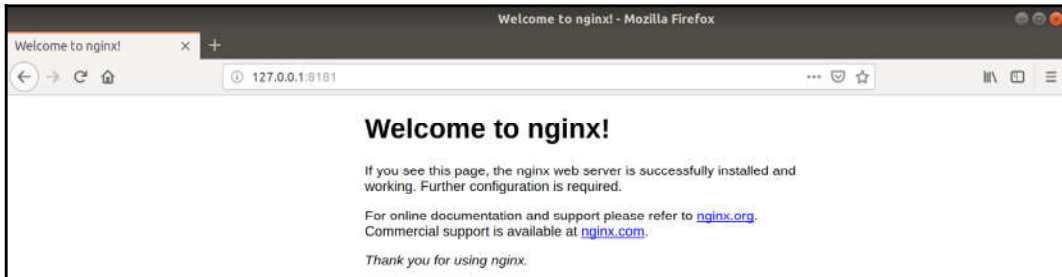 Welcome to nginx! - Mozilla Firefox
Welcome to nginx!
127.0.0.1:8181
Welcome to nginx!
If you see this page, the nginx web server is successfully installed and
working. Further configuration is required.
For online documentation and support please refer to nginx.org.
Commercial support is available at nginx.com.
Thank you for using nginx.